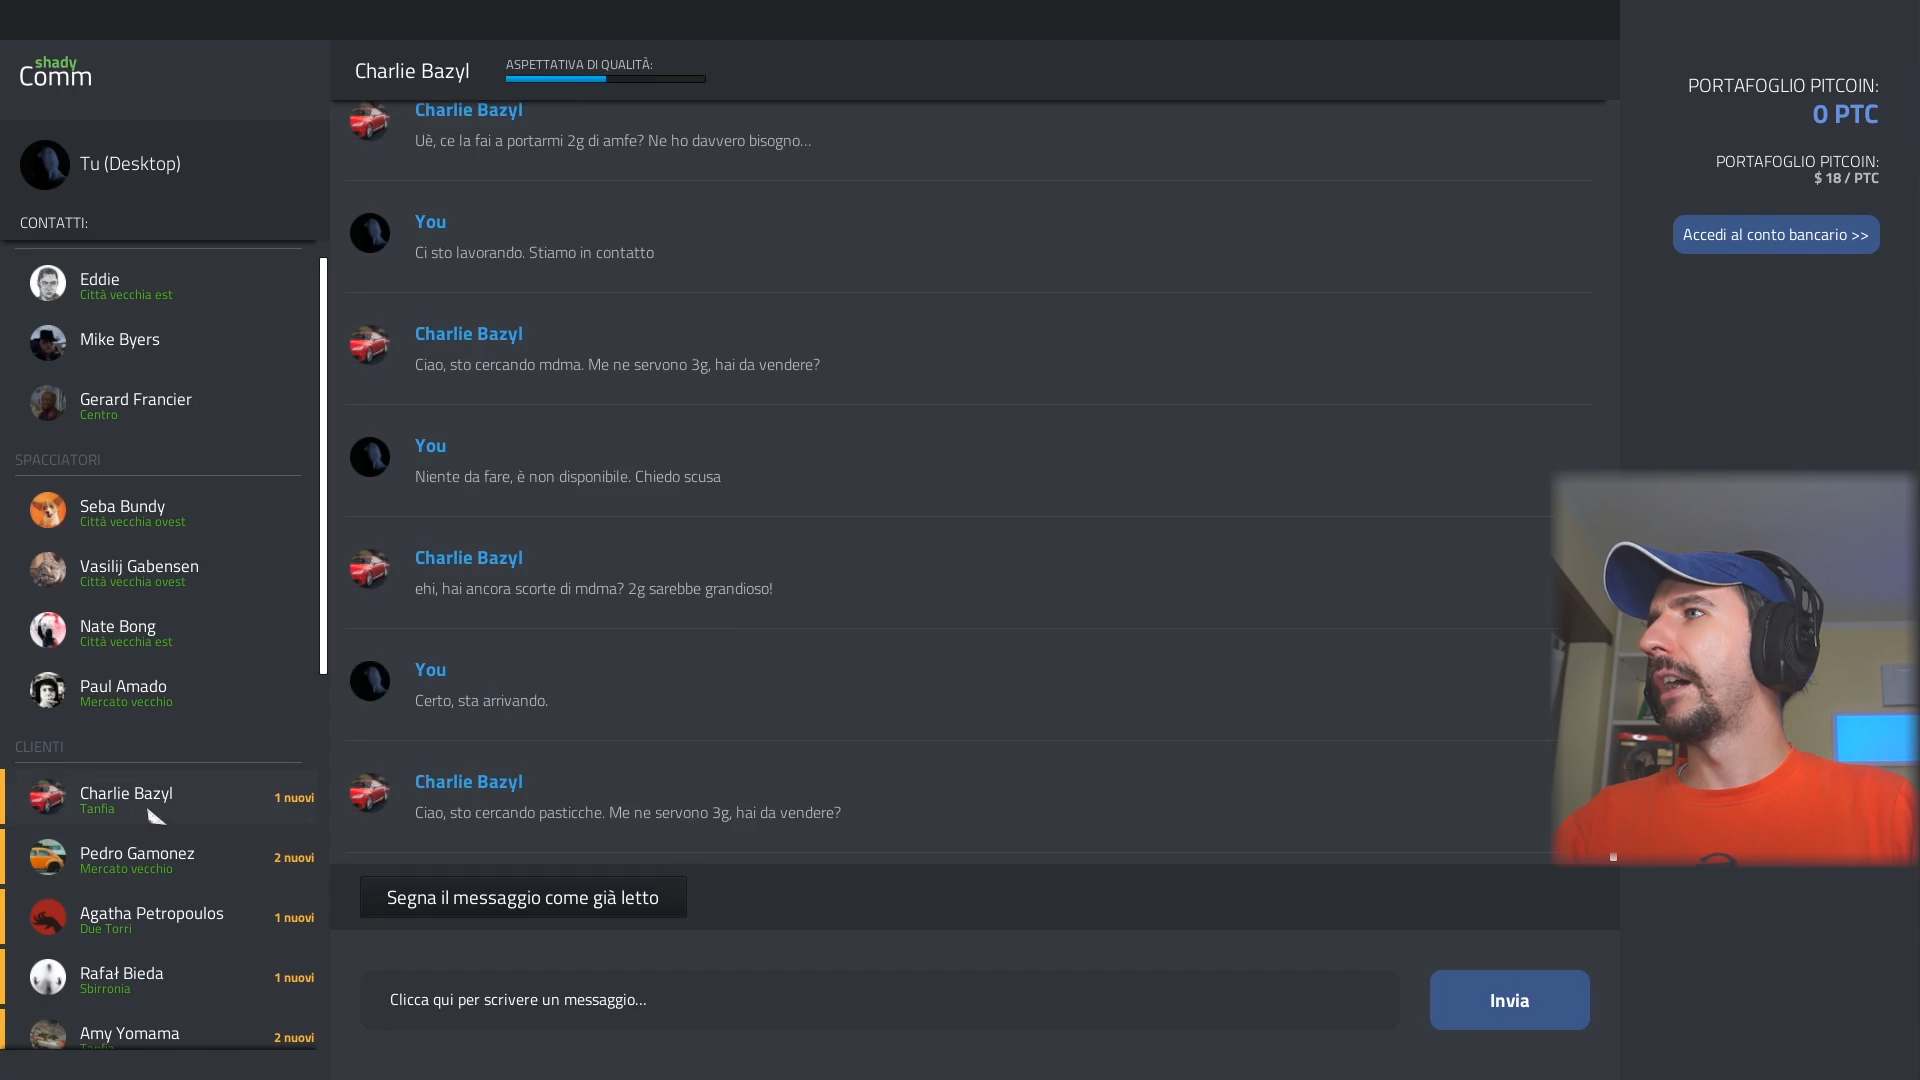 shady
Comm
Tu (Desktop)
CONTATTI:
Eddie
Città vecchia est
Mike Byers
Gerard Francier
Centro
SPACCIATORI
Seba Bundy
Città vecchia ovest
Vasilij Gabensen
Città vecchia ovest
Nate Bong
Città vecchia est
Paul Amado
Mercato vecchio
CLIENTI
Charlie Bazyl
Tanfia
1 nuovi
Pedro Gamonez
Mercato vecchio
2 nuovi
Agatha Petropoulos
Due Torri
1 nuovi
Rafał Bieda
Sbirronia
1 nuovi
Amy Yomama
Tanfia
2 nuovi
Charlie Bazyl
ASPETTATIVA DI QUALITÀ:
Charlie Bazyl
Uè, ce la fai a portarmi 2g di amfe? Ne ho davvero bisogno...
You
Ci sto lavorando. Stiamo in contatto
Charlie Bazyl
Ciao, sto cercando mdma. Me ne servono 3g, hai da vendere?
You
Niente da fare, è non disponibile. Chiedo scusa
Charlie Bazyl
ehi, hai ancora scorte di mdma? 2g sarebbe grandioso!
You
Certo, sta arrivando.
Charlie Bazyl
Ciao, sto cercando pasticche. Me ne servono 3g, hai da vendere?
Segna il messaggio come già letto
Clicca qui per scrivere un messaggio...
Invia
PORTAFOGLIO PITCOIN:
0 PTC
PORTAFOGLIO PITCOIN:
$ 18 / PTC
Accedi al conto bancario >>